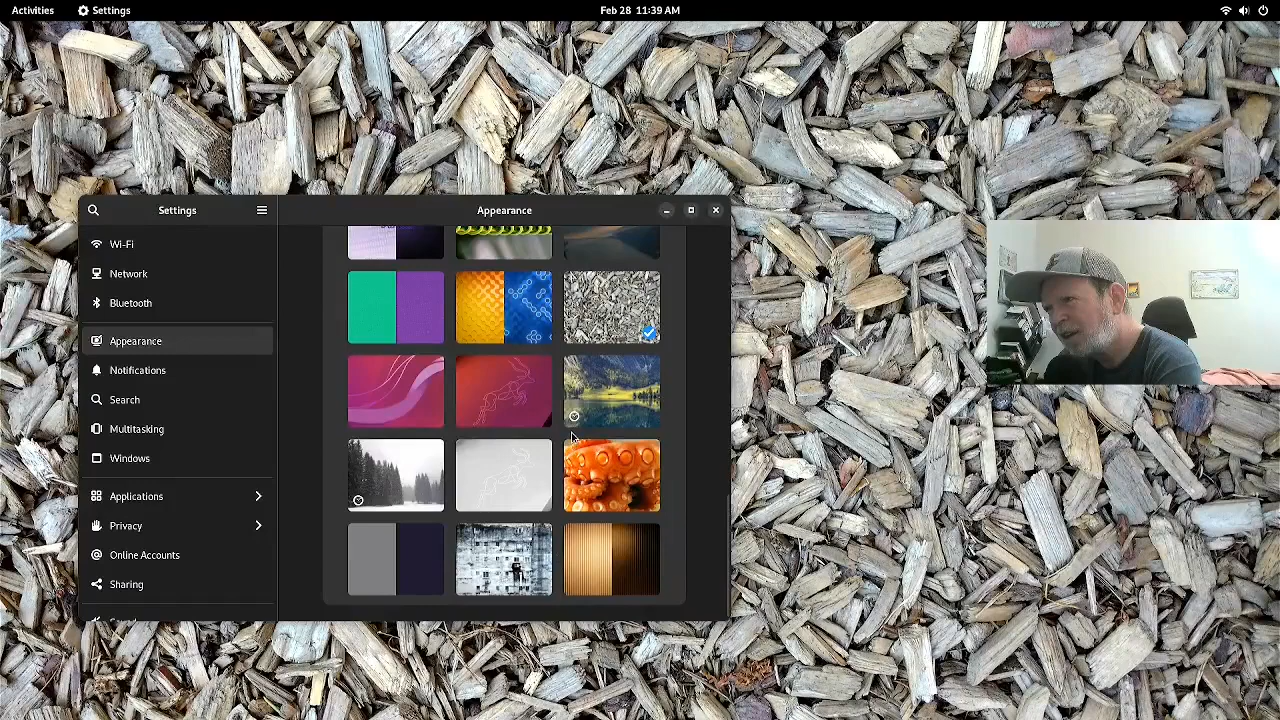 Activities Settings Feb 28 11:39 AM
Settings Appearance
Wi-Fi
Network
Bluetooth
Appearance
Notifications
Search
Multitasking
Windows
Applications
Privacy
Online Accounts
Sharing